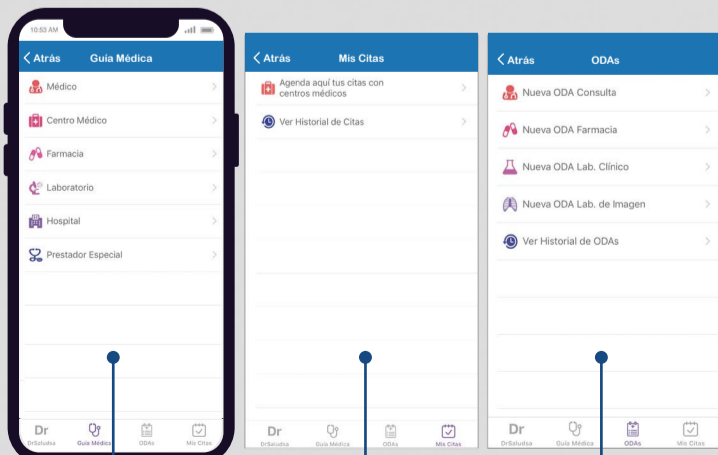 10:53 AM
Atrás Guía Médica
Médico
Centro Médico
Farmacia
Laboratorio
Hospital
Prestador Especial
Dr
DrSaludsa Guía Médica ODAs Mis Citas
Atrás Mis Citas
Agenda aquí tus citas con
centros médicos
Ver Historial de Citas
Dr
DrSaludsa Guía Médica ODAs Mis Citas
Atrás ODAs
Nueva ODA Consulta
Nueva ODA Farmacia
Nueva ODA Lab. Clínico
Nueva ODA Lab. de Imagen
Ver Historial de ODAs
Dr
DrSaludsa Guía Médica ODAs Mis Citas